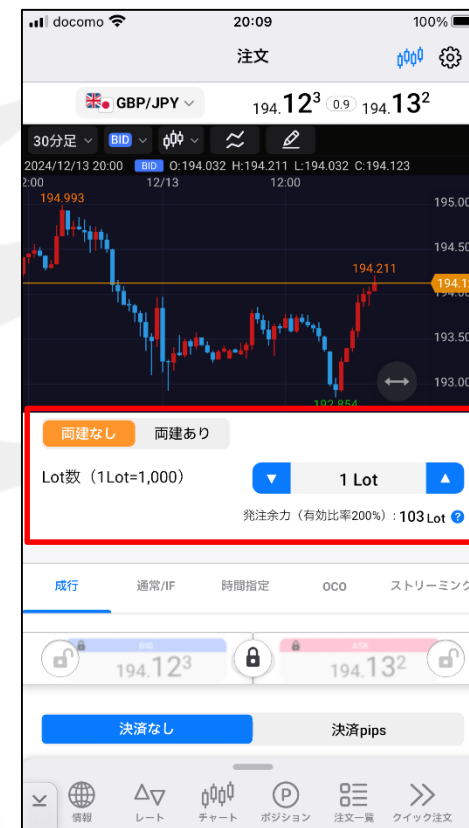 docomo 20:09 100%
注文
GBP/JPY 194.12³ 0.9 194.13²
30分足 BID
2024/12/13 20:00 BID O:194.032 H:194.211 L:194.032 C:194.123
2:00 12/13 12:00
194.993
195.00
194.50
194.211
194.12
194.00
193.50
193.00
192.854
両建なし 両建あり
Lot数（1Lot=1,000） ▼ 1 Lot ▲
発注余力（有効比率200%）: 103 Lot ?
成行 通常/IF 時間指定 OCO ストリーミング
BID ASK
194.12³ 194.13²
決済なし 決済pips
情報 レート チャート ポジション 注文一覧 クイック注文